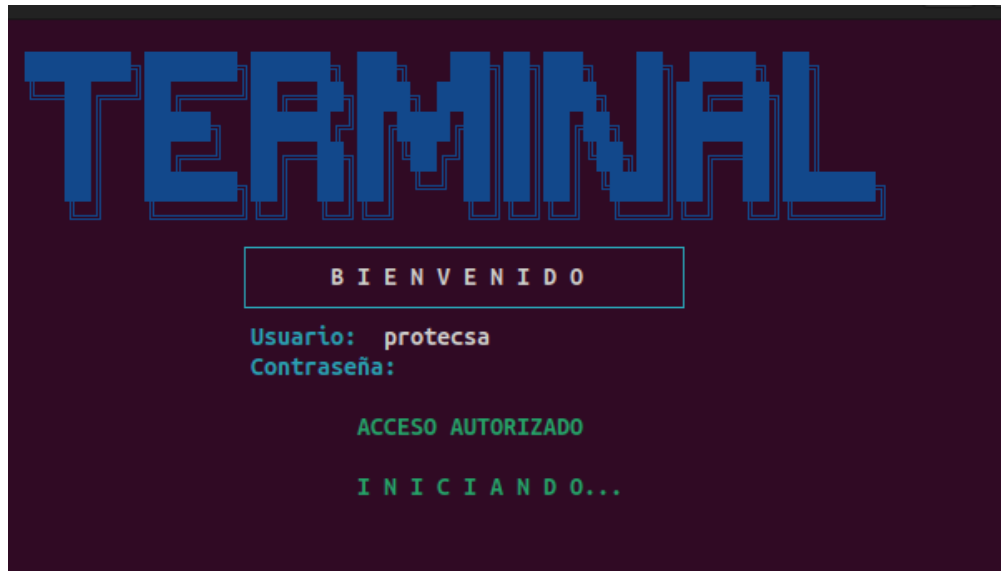 TERMINAL
B I E N V E N I D O
Usuario: protecsa
Contraseña:
ACCESO AUTORIZADO
I N I C I A N D O...